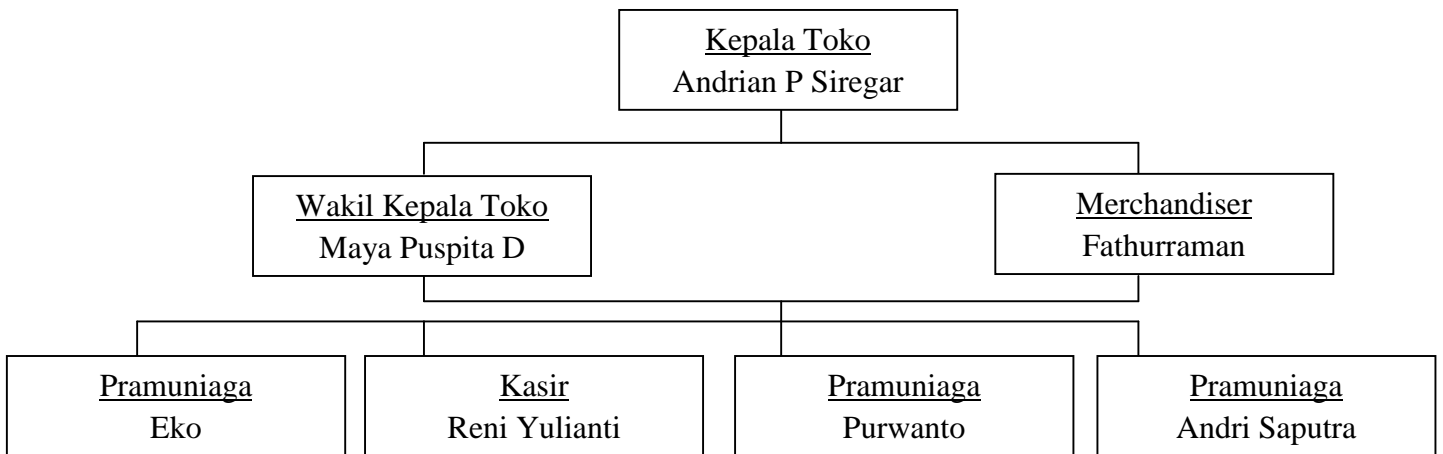 Kepala Toko
Andrian P Siregar
Wakil Kepala Toko
Maya Puspita D
Merchandiser
Fathurraman
Pramuniaga
Eko
Kasir
Reni Yulianti
Pramuniaga
Purwanto
Pramuniaga
Andri Saputra